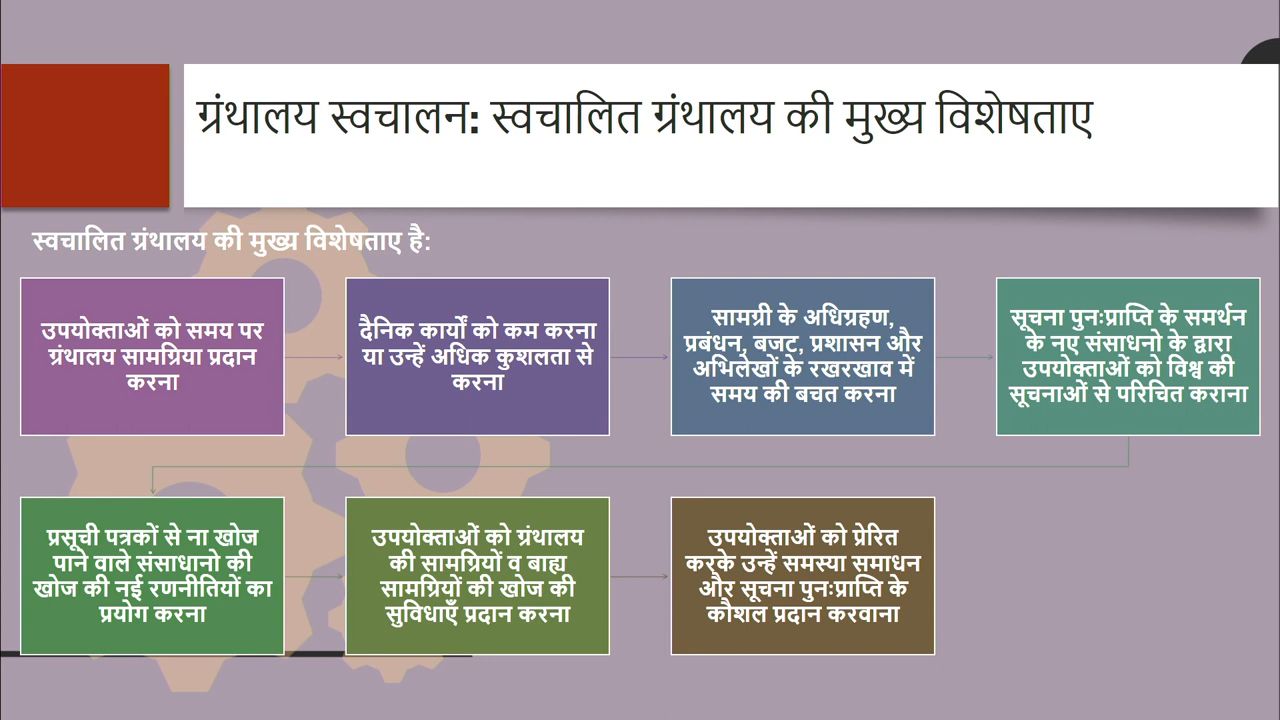 ग्रंथालय स्वचालन: स्वचालित ग्रंथालय की मुख्य विशेषताए
स्वचालित ग्रंथालय की मुख्य विशेषताए है:
उपयोक्ताओं को समय पर
ग्रंथालय सामग्रिया प्रदान
करना
दैनिक कार्यों को कम करना
या उन्हें अधिक कुशलता से
करना
सामग्री के अधिग्रहण,
प्रबंधन, बजट, प्रशासन और
अभिलेखों के रखरखाव में
समय की बचत करना
सूचना पुनःप्राप्ति के समर्थन
के नए संसाधनो के द्वारा
उपयोक्ताओं को विश्व की
सूचनाओं से परिचित कराना
प्रसूची पत्रकों से ना खोज
पाने वाले संसाधानो की
खोज की नई रणनीतियों का
प्रयोग करना
उपयोक्ताओं को ग्रंथालय
की सामग्रियों व बाह्य
सामग्रियों की खोज की
सुविधाएँ प्रदान करना
उपयोक्ताओं को प्रेरित
करके उन्हें समस्या समाधन
और सूचना पुनःप्राप्ति के
कौशल प्रदान करवाना